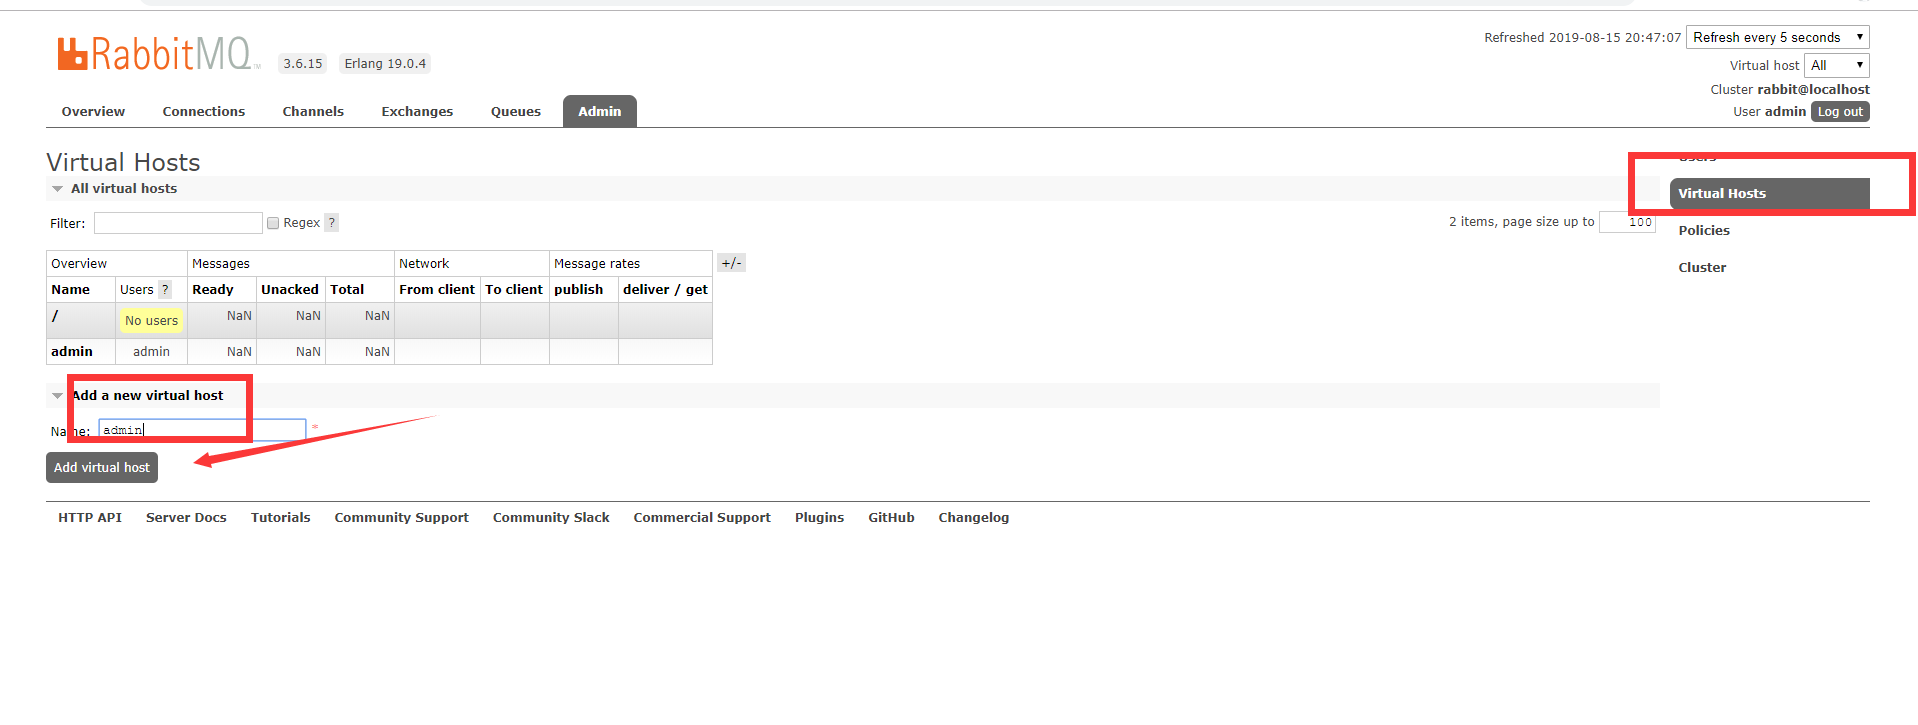 Refreshed 2019-08-15 20:47:07 Refresh every 5 seconds
RabbitMQ TM 3.6.15 Erlang 19.0.4
Virtual host All
Cluster rabbit@localhost
User admin Log out
Overview Connections Channels Exchanges Queues Admin
Virtual Hosts
Users
All virtual hosts
Virtual Hosts
Filter: Regex ? 2 items, page size up to 100
Policies
Cluster
Overview Messages Network Message rates +/-
Name Users ? Ready Unacked Total From client To client publish deliver / get
/ No users NaN NaN NaN
admin admin NaN NaN NaN
Add a new virtual host
Name: admin *
Add virtual host
HTTP API Server Docs Tutorials Community Support Community Slack Commercial Support Plugins GitHub Changelog